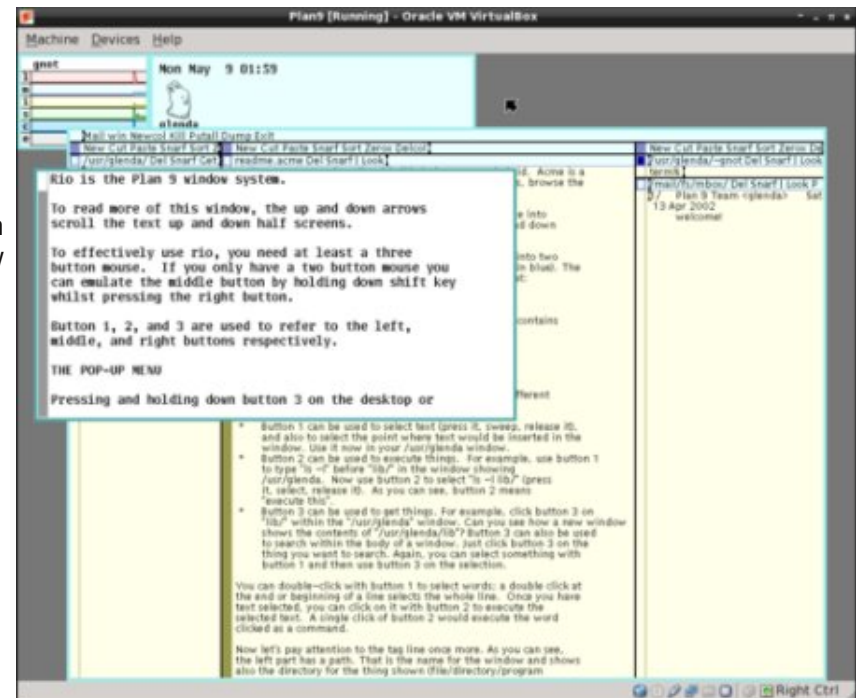 Plan9 [Running] - Oracle VM VirtualBox
Machine Devices Help
gnot
Mon May 9 01:59
glenda
Mail win Newcol Kill Putall Dump Exit
New Cut Paste Snarf Sort Z
New Cut Paste Snarf Sort Zerox Delcol
New Cut Paste Snarf Sort Zerox De
/usr/glenda/ Del Snarf Get
readme.acme Del Snarf | Look
/usr/glenda/-gnot Del Snarf | Look
term%
/mail/fs/mbox/ Del Snarf | Look P
/ Plan 9 Team <glenda> Sat
13 Apr 2002
welcome!
Rio is the Plan 9 window system.
To read more of this window, the up and down arrows
scroll the text up and down half screens.
To effectively use rio, you need at least a three
button mouse. If you only have a two button mouse you
can emulate the middle button by holding down shift key
whilst pressing the right button.
Button 1, 2, and 3 are used to refer to the left,
middle, and right buttons respectively.
THE POP-UP MENU
Pressing and holding down button 3 on the desktop or
id. Acme is a
s, browse the
e into
d down
into two
in blue). The
contains
fferent
* Button 1 can be used to select text (press it, sweep, release it),
and also to select the point where text would be inserted in the
window. Use it now in your /usr/glenda window.
* Button 2 can be used to execute things. For example, use button 1
to type "ls -l" before "lib/" in the window showing
/usr/glenda. Now use button 2 to select "ls -l lib/" (press
it, select, release it). As you can see, button 2 means
"execute this".
* Button 3 can be used to get things. For example, click button 3 on
"lib/" within the "/usr/glenda" window. Can you see how a new window
shows the contents of "/usr/glenda/lib"? Button 3 can also be used
to search within the body of a window. Just click button 3 on the
thing you want to search. Again, you can select something with
button 1 and then use button 3 on the selection.
You can double-click with button 1 to select words; a double click at
the end or beginning of a line selects the whole line. Once you have
text selected, you can click on it with button 2 to execute the
selected text. A single click of button 2 would execute the word
clicked as a command.
Now let's pay attention to the tag line once more. As you can see,
the left part has a path. That is the name for the window and shows
also the directory for the thing shown (file/directory/program
Right Ctrl